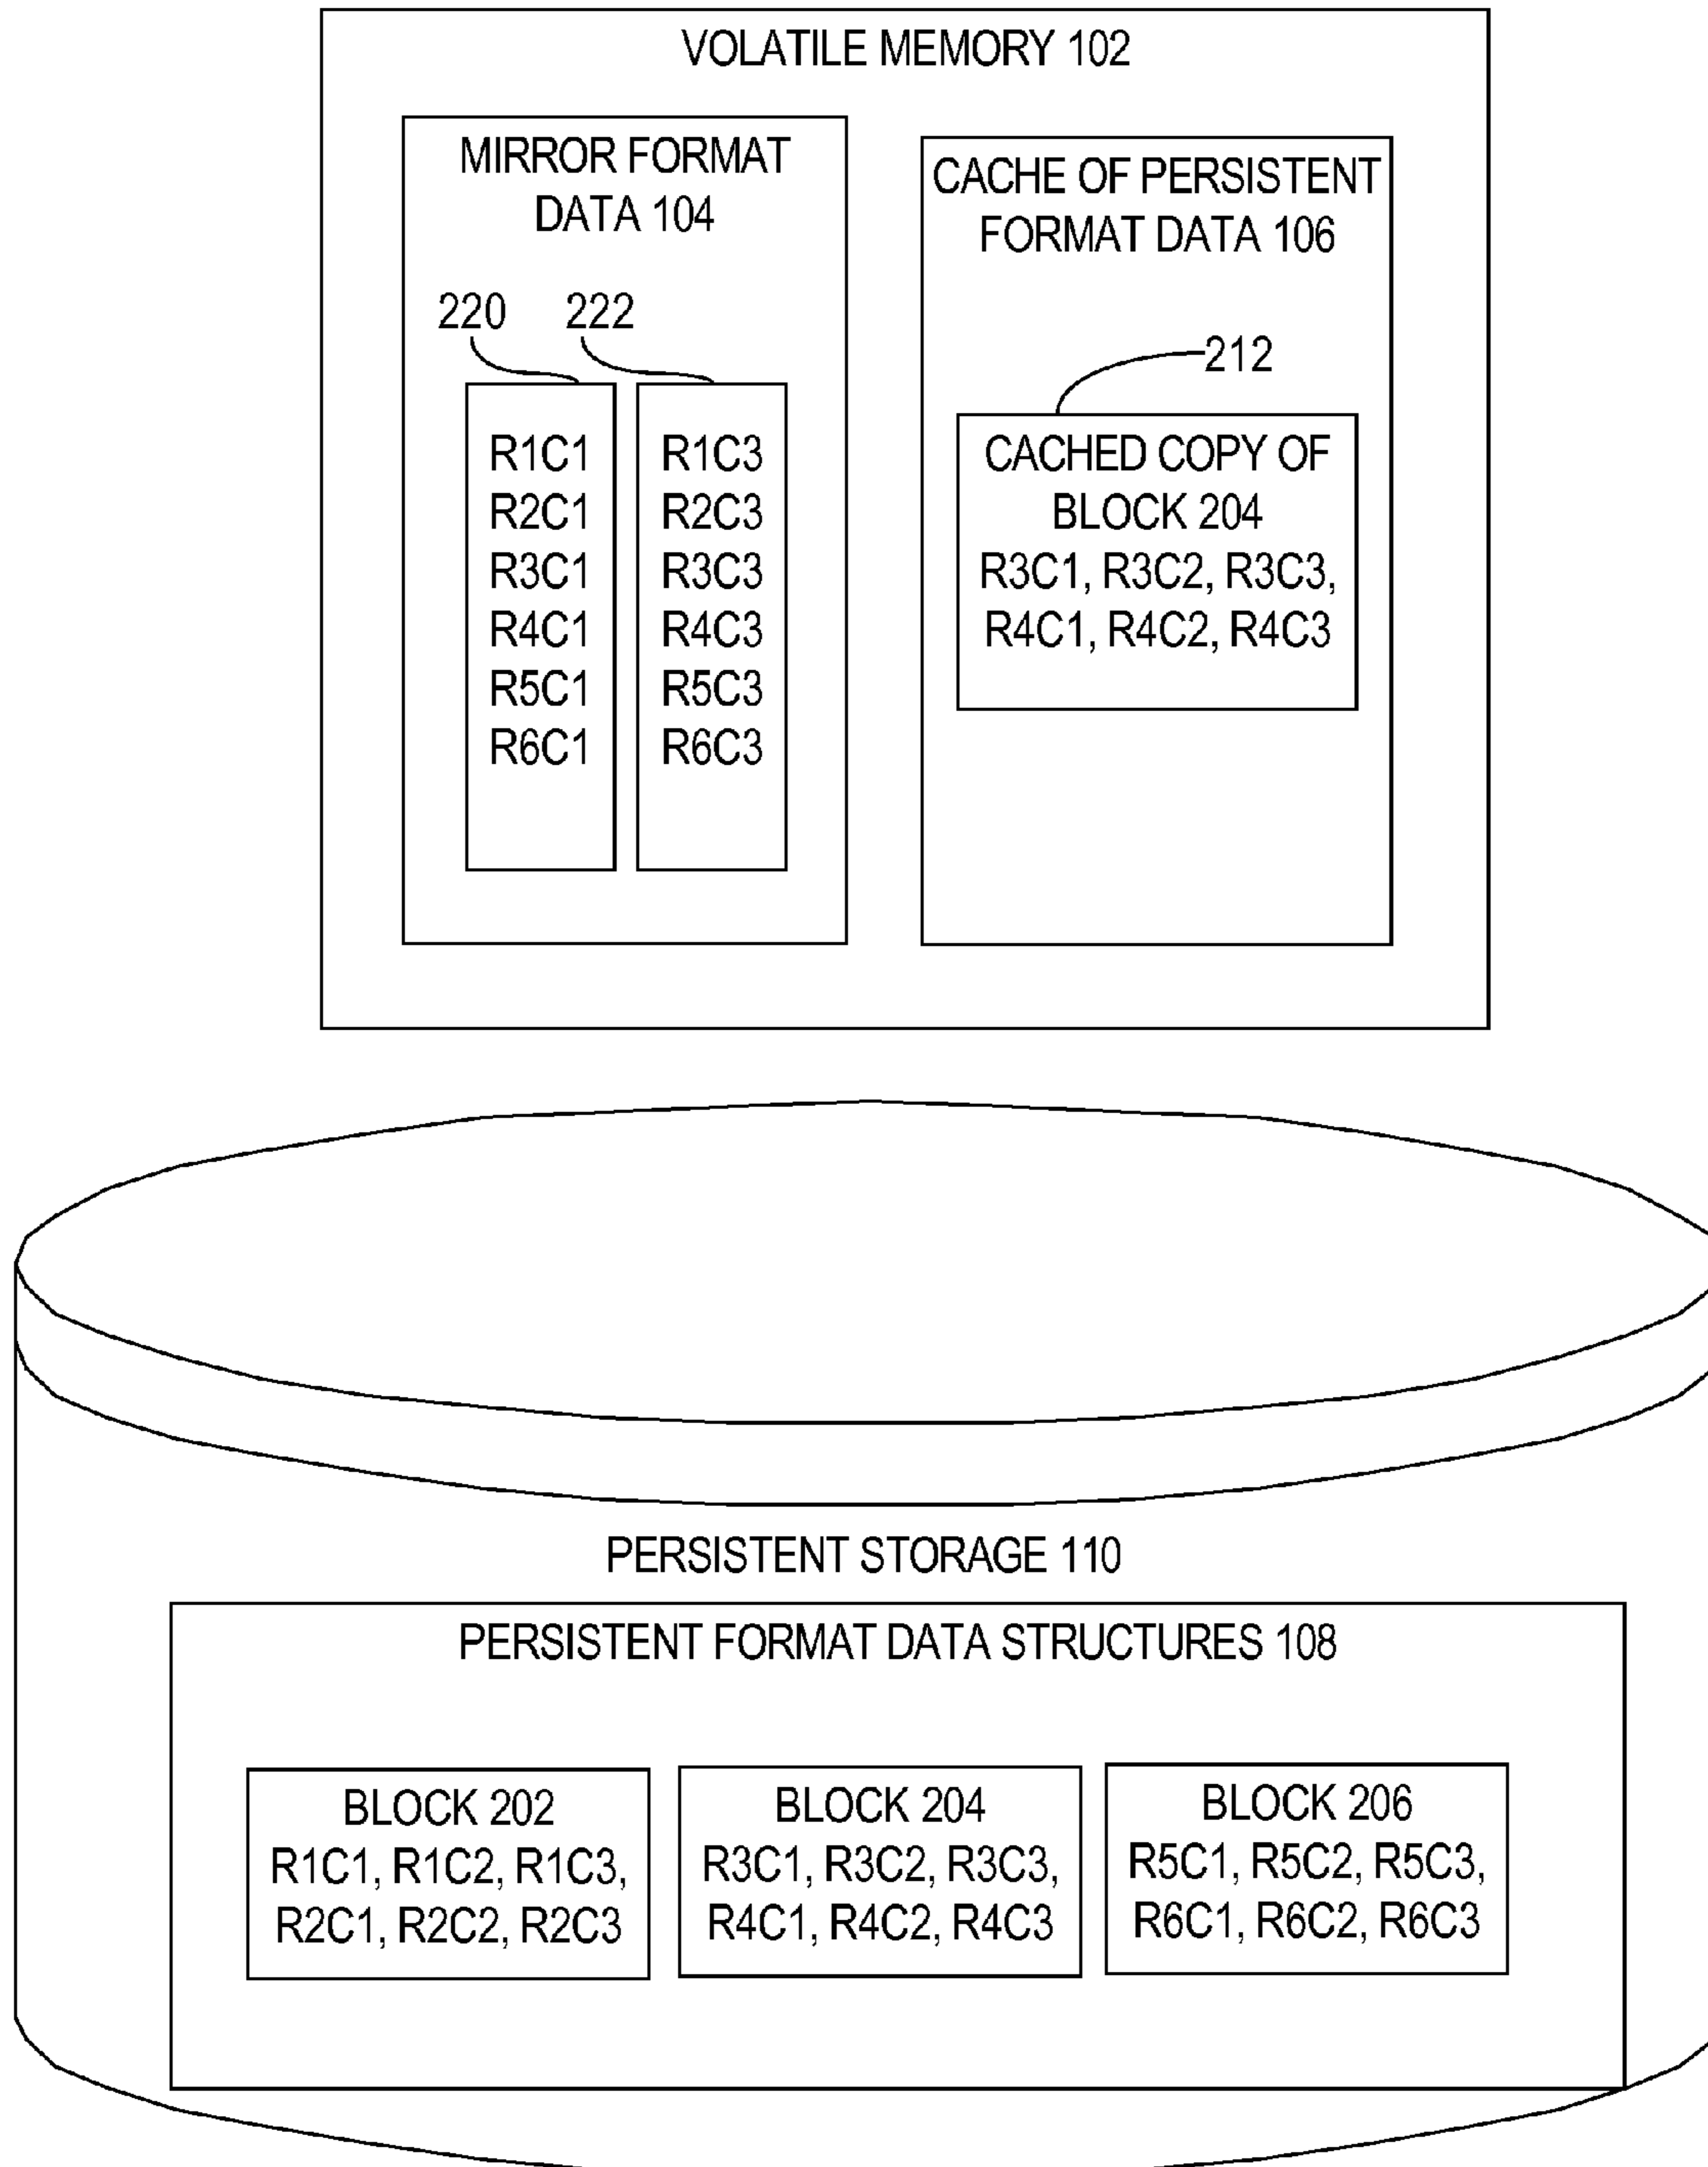 VOLATILE MEMORY 102
MIRROR FORMAT
DATA 104
220
222
R1C1
R2C1
R3C1
R4C1
R5C1
R6C1
R1C3
R2C3
R3C3
R4C3
R5C3
R6C3
CACHE OF PERSISTENT
FORMAT DATA 106
212
CACHED COPY OF
BLOCK 204
R3C1, R3C2, R3C3,
R4C1, R4C2, R4C3
PERSISTENT STORAGE 110
PERSISTENT FORMAT DATA STRUCTURES 108
BLOCK 202
R1C1, R1C2, R1C3,
R2C1, R2C2, R2C3
BLOCK 204
R3C1, R3C2, R3C3,
R4C1, R4C2, R4C3
BLOCK 206
R5C1, R5C2, R5C3,
R6C1, R6C2, R6C3